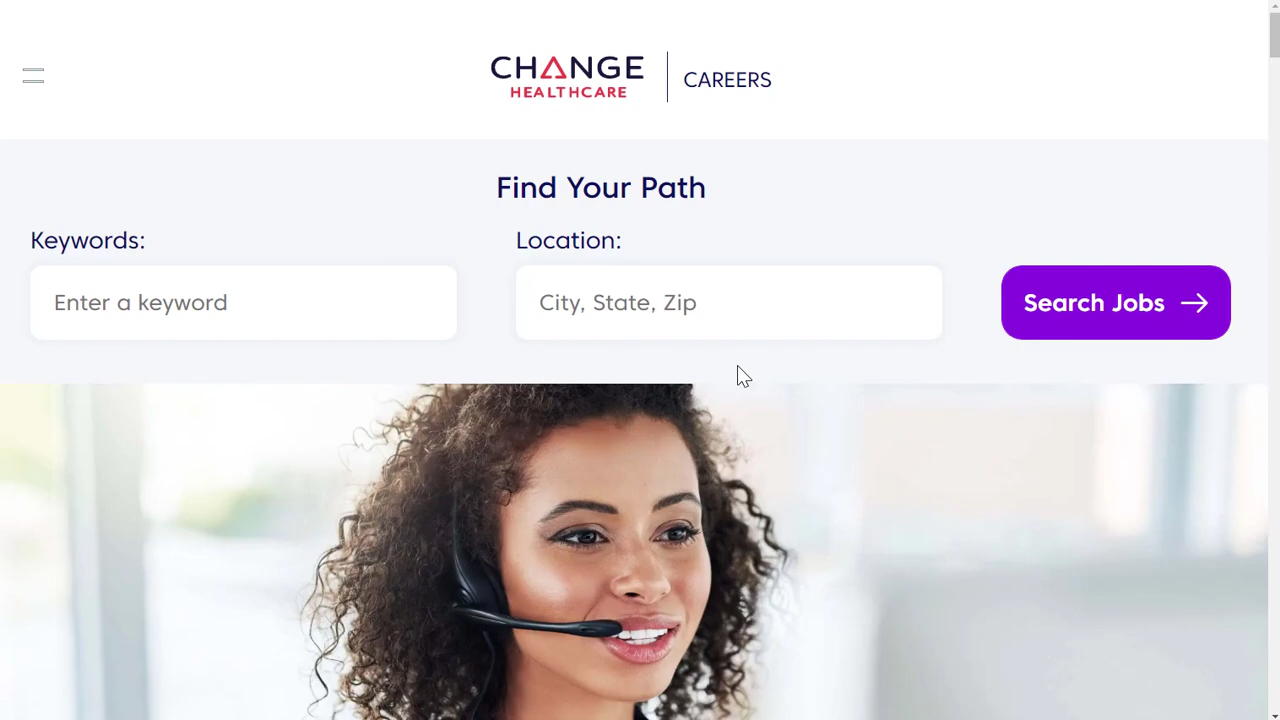 CHANGE
HEALTHCARE
CAREERS
Find Your Path
Keywords:
Location:
Enter a keyword
City, State, Zip
Search Jobs